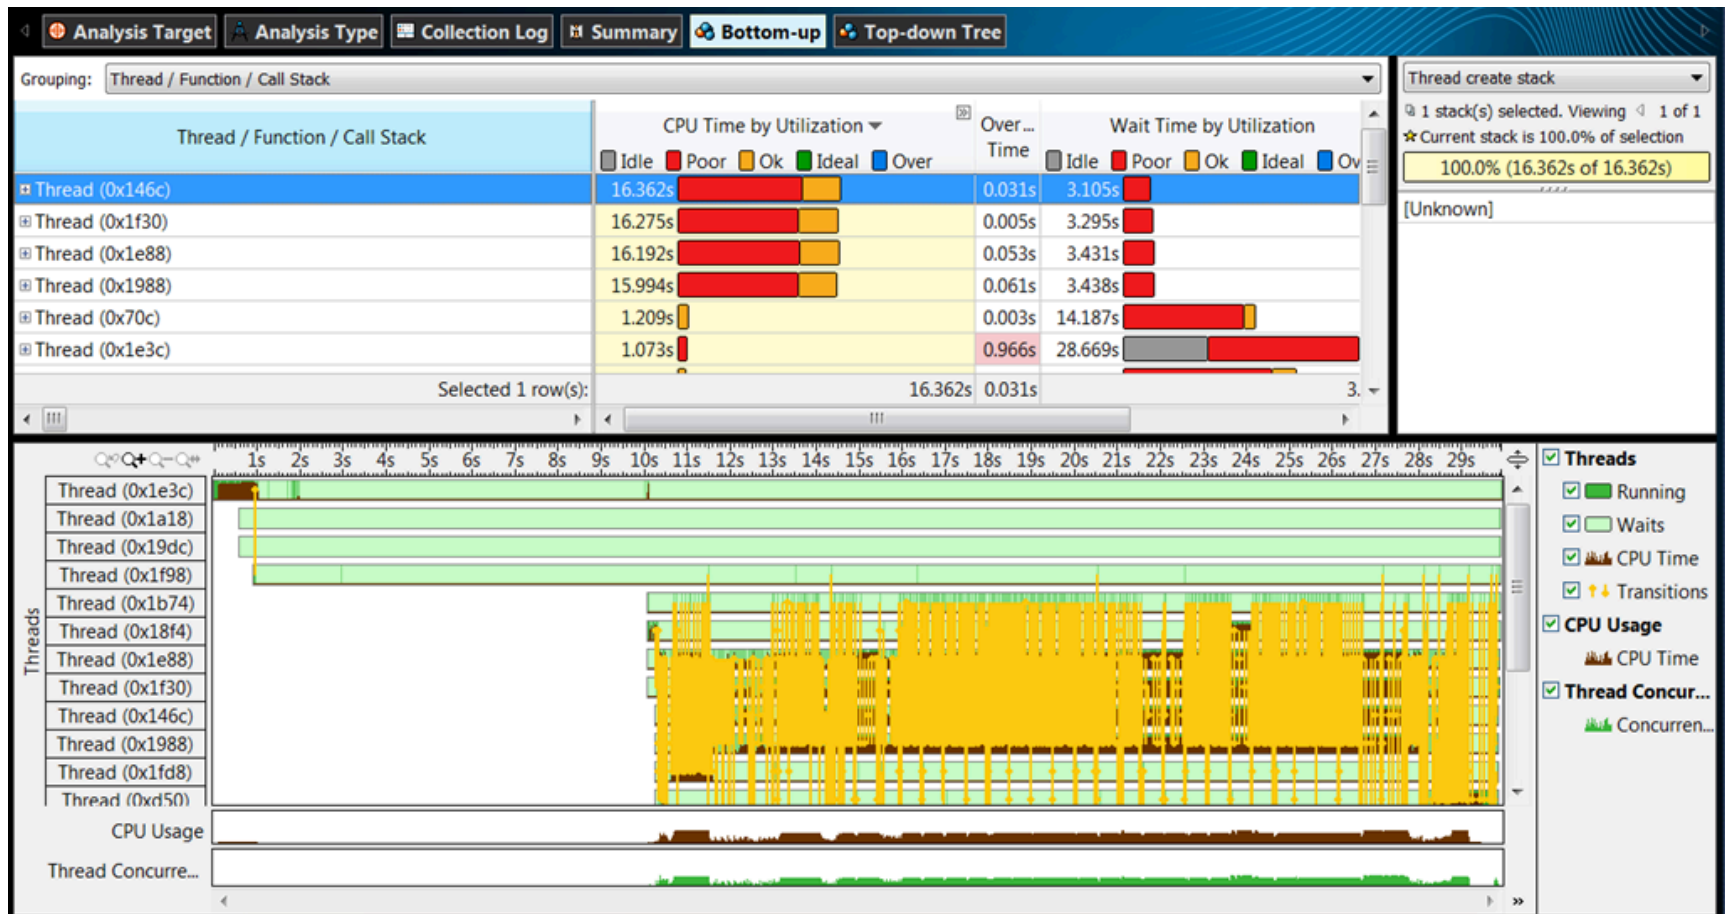 Analysis Target Analysis Type Collection Log Summary Bottom-up Top-down Tree
Grouping: Thread / Function / Call Stack
Thread / Function / Call Stack
CPU Time by Utilization
Idle Poor Ok Ideal Over
Over...
Time
Wait Time by Utilization
Idle Poor Ok Ideal Ov
Thread (0x146c) 16.362s 0.031s 3.105s
Thread (0x1f30) 16.275s 0.005s 3.295s
Thread (0x1e88) 16.192s 0.053s 3.431s
Thread (0x1988) 15.994s 0.061s 3.438s
Thread (0x70c) 1.209s 0.003s 14.187s
Thread (0x1e3c) 1.073s 0.966s 28.669s
Selected 1 row(s): 16.362s 0.031s 3.
Thread create stack
1 stack(s) selected. Viewing 1 of 1
Current stack is 100.0% of selection
100.0% (16.362s of 16.362s)
[Unknown]
1s 2s 3s 4s 5s 6s 7s 8s 9s 10s 11s 12s 13s 14s 15s 16s 17s 18s 19s 20s 21s 22s 23s 24s 25s 26s 27s 28s 29s
Threads
Thread (0x1e3c)
Thread (0x1a18)
Thread (0x19dc)
Thread (0x1f98)
Thread (0x1b74)
Thread (0x18f4)
Thread (0x1e88)
Thread (0x1f30)
Thread (0x146c)
Thread (0x1988)
Thread (0x1fd8)
Thread (0xd50)
CPU Usage
Thread Concurre...
Threads
Running
Waits
CPU Time
Transitions
CPU Usage
CPU Time
Thread Concur...
Concurren...